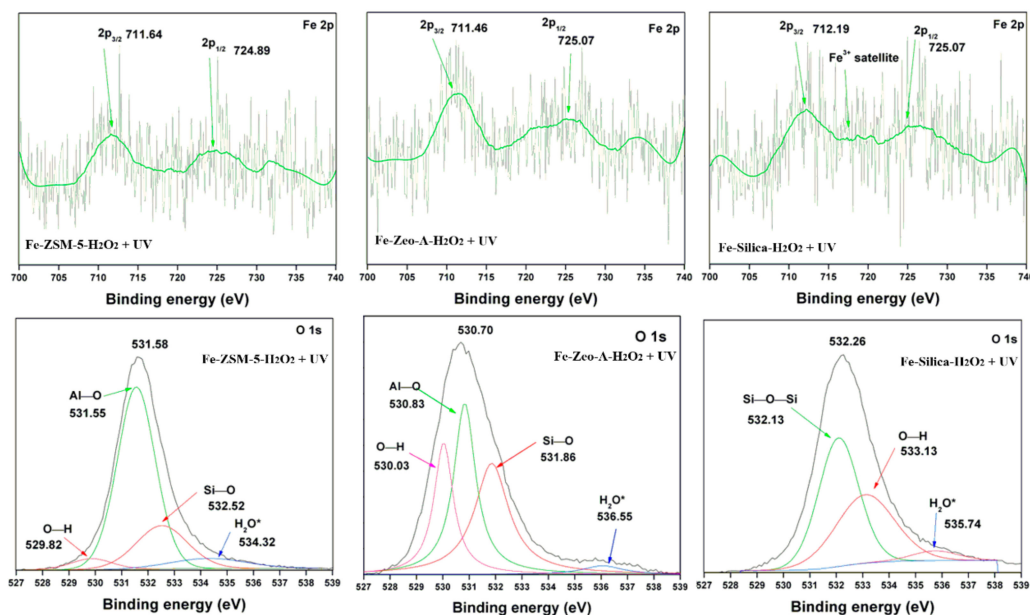 Fe 2p
2p3/2 711.64
2p1/2 724.89
Fe-ZSM-5-H2O2 + UV
700 705 710 715 720 725 730 735 740
Binding energy (eV)
Fe 2p
2p3/2 711.46
2p1/2
725.07
Fe-Zeo-A-H2O2 + UV
700 705 710 715 720 725 730 735 740
Binding energy (eV)
Fe 2p
2p3/2 712.19
2p1/2
725.07
Fe3+ satellite
Fe-Silica-H2O2 + UV
700 705 710 715 720 725 730 735 740
Binding energy (eV)
O 1s
531.58
Fe-ZSM-5-H2O2 + UV
Al—O
531.55
Si—O
532.52
O—H
529.82
H2O*
534.32
527 528 529 530 531 532 533 534 535 536 537 538 539
Binding energy (eV)
O 1s
530.70
Fe-Zeo-A-H2O2 + UV
Al—O
530.83
O—H
530.03
Si—O
531.86
H2O*
536.55
527 528 529 530 531 532 533 534 535 536 537 538 539
Binding energy (eV)
O 1s
532.26
Fe-Silica-H2O2 + UV
Si—O—Si
532.13
O—H
533.13
H2O*
535.74
527 528 529 530 531 532 533 534 535 536 537 538 539
Binding energy (eV)